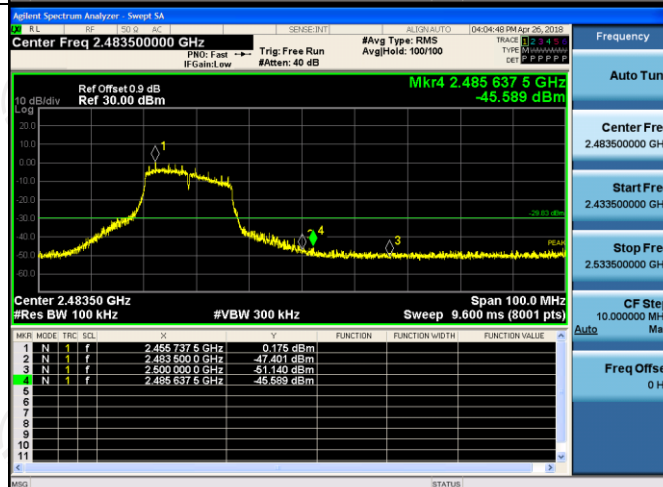 Agilent Spectrum Analyzer - Swept SA
RL RF 50 Ω AC SENSE:INT ALIGNAUTO 04:04:48 PM Apr 26, 2018
Center Freq 2.483500000 GHz #Avg Type: RMS TRACE 1 2 3 4 5 6
PNO: Fast Trig: Free Run Avg|Hold: 100/100 TYPE M
IFGain:Low #Atten: 40 dB DET P P P P P P
Ref Offset 0.9 dB Mkr4 2.485 637 5 GHz
10 dB/div Ref 30.00 dBm -45.589 dBm
Log
20.0
10.0
0.00
-10.0
-20.0
-30.0
-40.0
-50.0
-60.0
1
4
3
-29.83 dBm
PEAK
Center 2.48350 GHz Span 100.0 MHz
#Res BW 100 kHz #VBW 300 kHz Sweep 9.600 ms (8001 pts)
MKR MODE TRC SCL X Y FUNCTION FUNCTION WIDTH FUNCTION VALUE
1 N 1 f 2.455 737 5 GHz 0.175 dBm
2 N 1 f 2.483 500 0 GHz -47.401 dBm
3 N 1 f 2.500 000 0 GHz -51.140 dBm
4 N 1 f 2.485 637 5 GHz -45.589 dBm
5
6
7
8
9
10
11
MSG STATUS
Frequency
Auto Tun
Center Fre
2.483500000 GH
Start Fre
2.433500000 GH
Stop Fre
2.533500000 GH
CF Ste
10.000000 MH
Auto Ma
Freq Offse
0 H